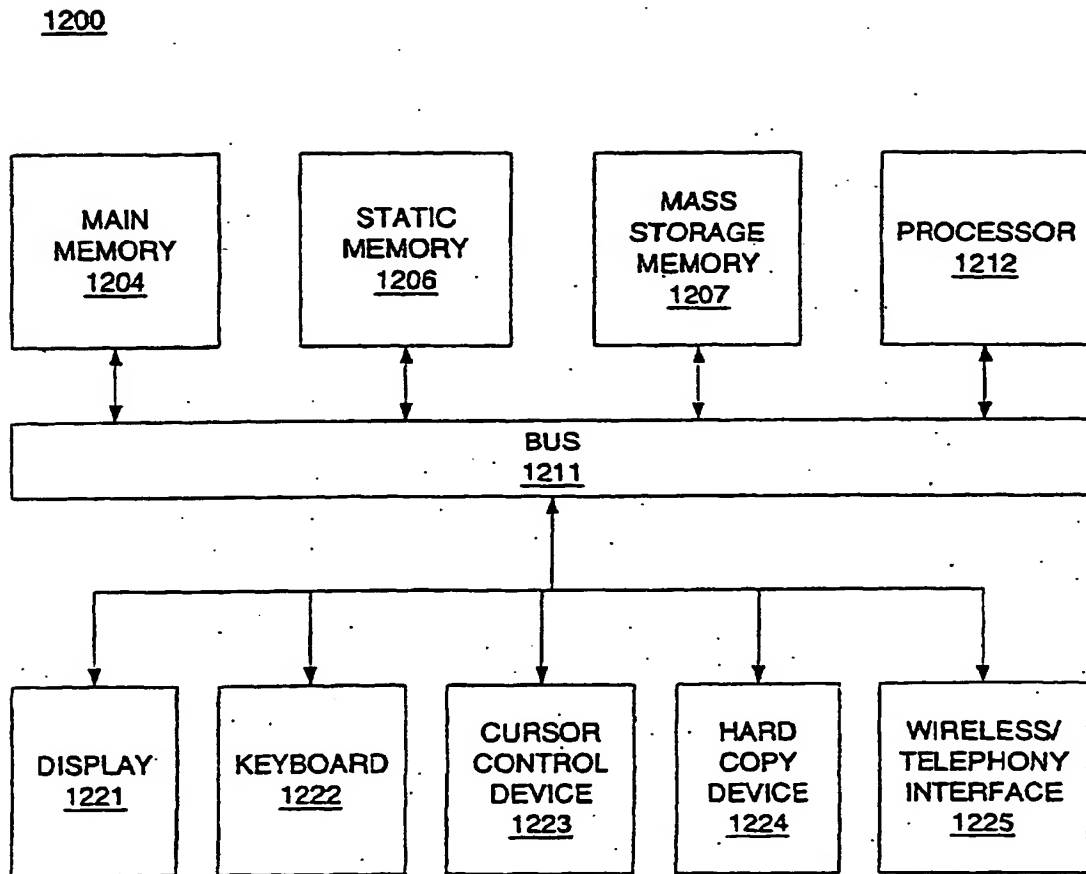 1200
MAIN
MEMORY
1204
STATIC
MEMORY
1206
MASS
STORAGE
MEMORY
1207
PROCESSOR
1212
BUS
1211
DISPLAY
1221
KEYBOARD
1222
CURSOR
CONTROL
DEVICE
1223
HARD
COPY
DEVICE
1224
WIRELESS/
TELEPHONY
INTERFACE
1225